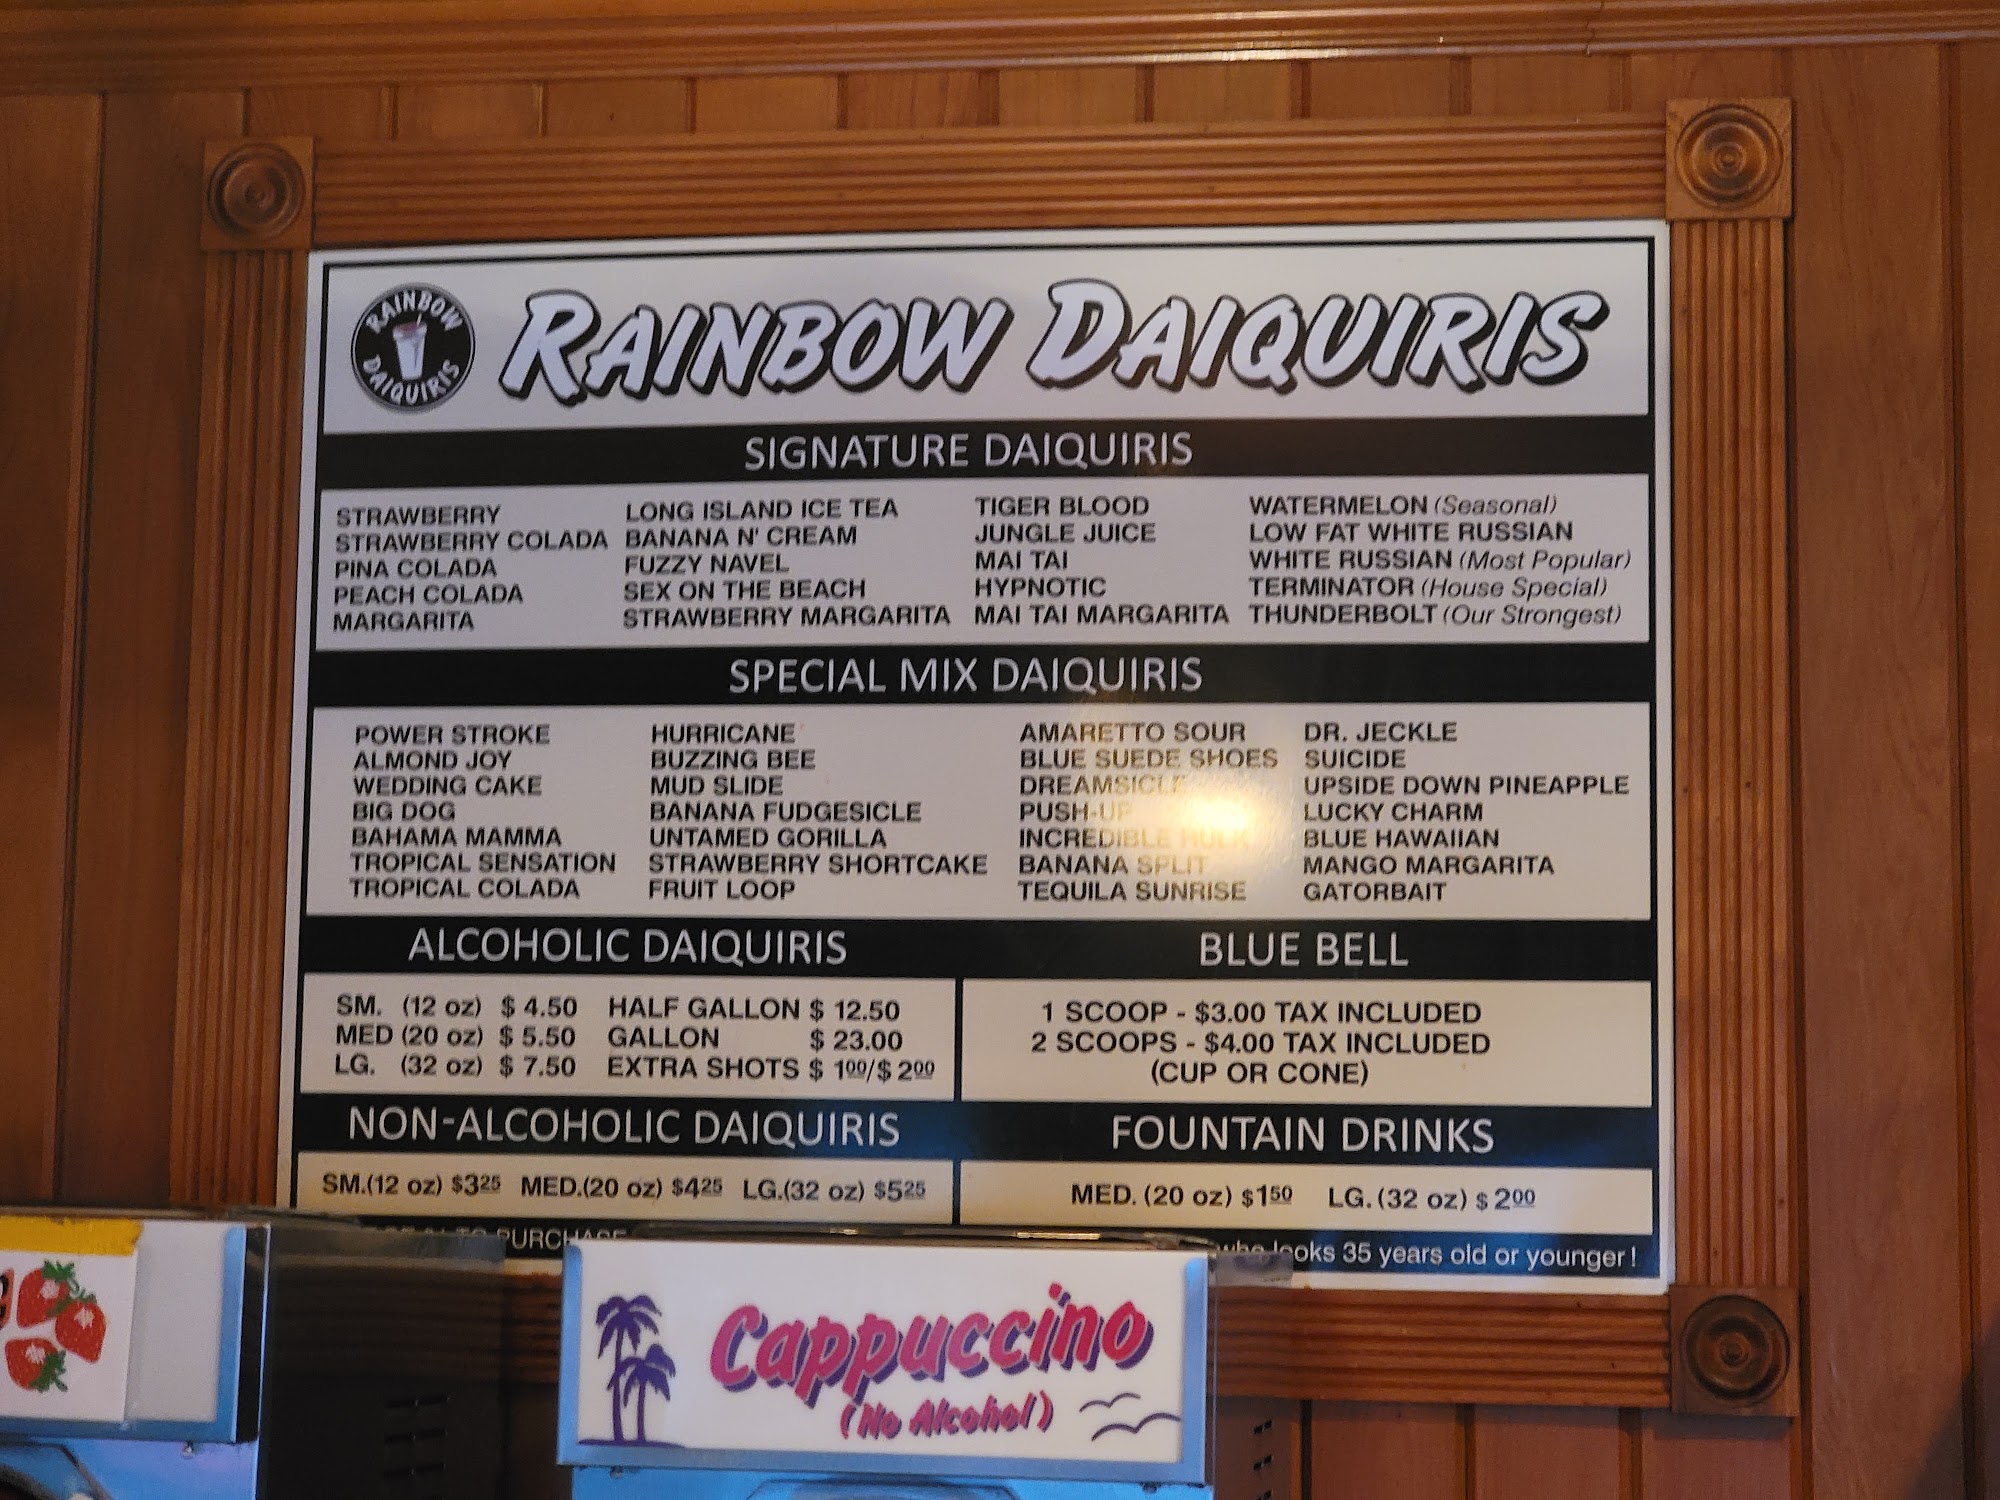 RAINBOW DAIQUIRIS
RAINBOW DAIQUIRIS
SIGNATURE DAIQUIRIS
STRAWBERRY
STRAWBERRY COLADA
PINA COLADA
PEACH COLADA
MARGARITA
LONG ISLAND ICE TEA
BANANA N' CREAM
FUZZY NAVEL
SEX ON THE BEACH
STRAWBERRY MARGARITA
TIGER BLOOD
JUNGLE JUICE
MAI TAI
HYPNOTIC
MAI TAI MARGARITA
WATERMELON (Seasonal)
LOW FAT WHITE RUSSIAN
WHITE RUSSIAN (Most Popular)
TERMINATOR (House Special)
THUNDERBOLT (Our Strongest)
SPECIAL MIX DAIQUIRIS
POWER STROKE
ALMOND JOY
WEDDING CAKE
BIG DOG
BAHAMA MAMMA
TROPICAL SENSATION
TROPICAL COLADA
HURRICANE
BUZZING BEE
MUD SLIDE
BANANA FUDGESICLE
UNTAMED GORILLA
STRAWBERRY SHORTCAKE
FRUIT LOOP
AMARETTO SOUR
BLUE SUEDE SHOES
DREAMSICLE
PUSH-UP
INCREDIBLE HULK
BANANA SPLIT
TEQUILA SUNRISE
DR. JECKLE
SUICIDE
UPSIDE DOWN PINEAPPLE
LUCKY CHARM
BLUE HAWAIIAN
MANGO MARGARITA
GATORBAIT
ALCOHOLIC DAIQUIRIS
SM. (12 oz) $ 4.50 HALF GALLON $ 12.50
MED (20 oz) $ 5.50 GALLON $ 23.00
LG. (32 oz) $ 7.50 EXTRA SHOTS $ 100/$ 200
BLUE BELL
1 SCOOP - $3.00 TAX INCLUDED
2 SCOOPS - $4.00 TAX INCLUDED
(CUP OR CONE)
NON-ALCOHOLIC DAIQUIRIS
SM.(12 oz) $325 MED.(20 oz) $425 LG.(32 oz) $525
FOUNTAIN DRINKS
MED. (20 oz) $150 LG. (32 oz) $ 200
TO PURCHASE
who looks 35 years old or younger!
Cappuccino
(No Alcohol)